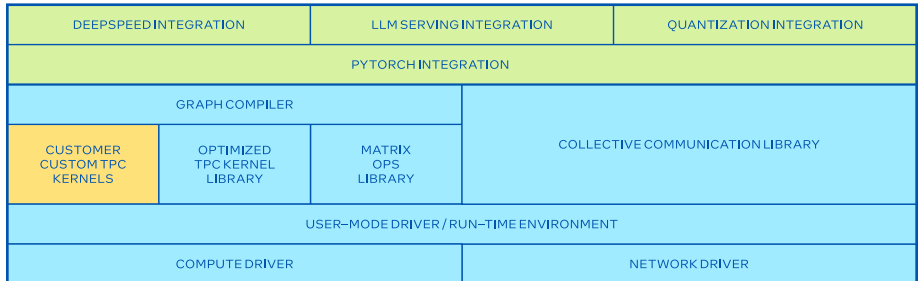 DEEPSPEED INTEGRATION
LLM SERVING INTEGRATION
QUANTIZATION INTEGRATION
PYTORCH INTEGRATION
GRAPH COMPILER
CUSTOMER
CUSTOM TPC
KERNELS
OPTIMIZED
TPC KERNEL
LIBRARY
MATRIX
OPS
LIBRARY
COLLECTIVE COMMUNICATION LIBRARY
USER–MODE DRIVER / RUN–TIME ENVIRONMENT
COMPUTE DRIVER
NETWORK DRIVER